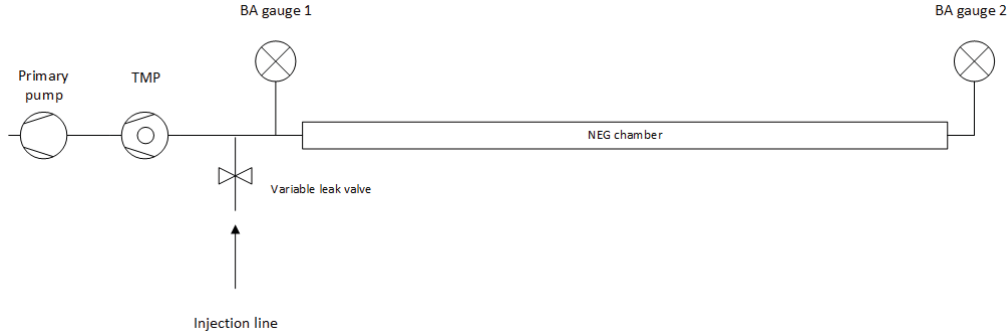 BA gauge 1
BA gauge 2
Primary
pump
TMP
NEG chamber
Variable leak valve
Injection line